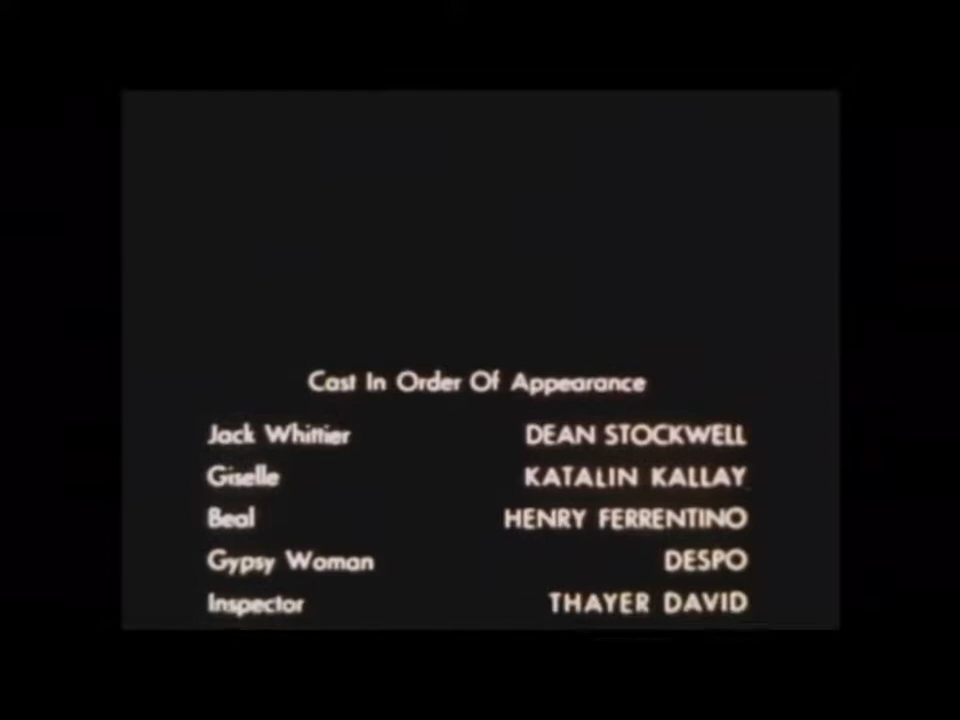 Cast In Order Of Appearance
Jack Whittier DEAN STOCKWELL
Giselle KATALIN KALLAY
Beal HENRY FERRENTINO
Gypsy Woman DESPO
Inspector THAYER DAVID